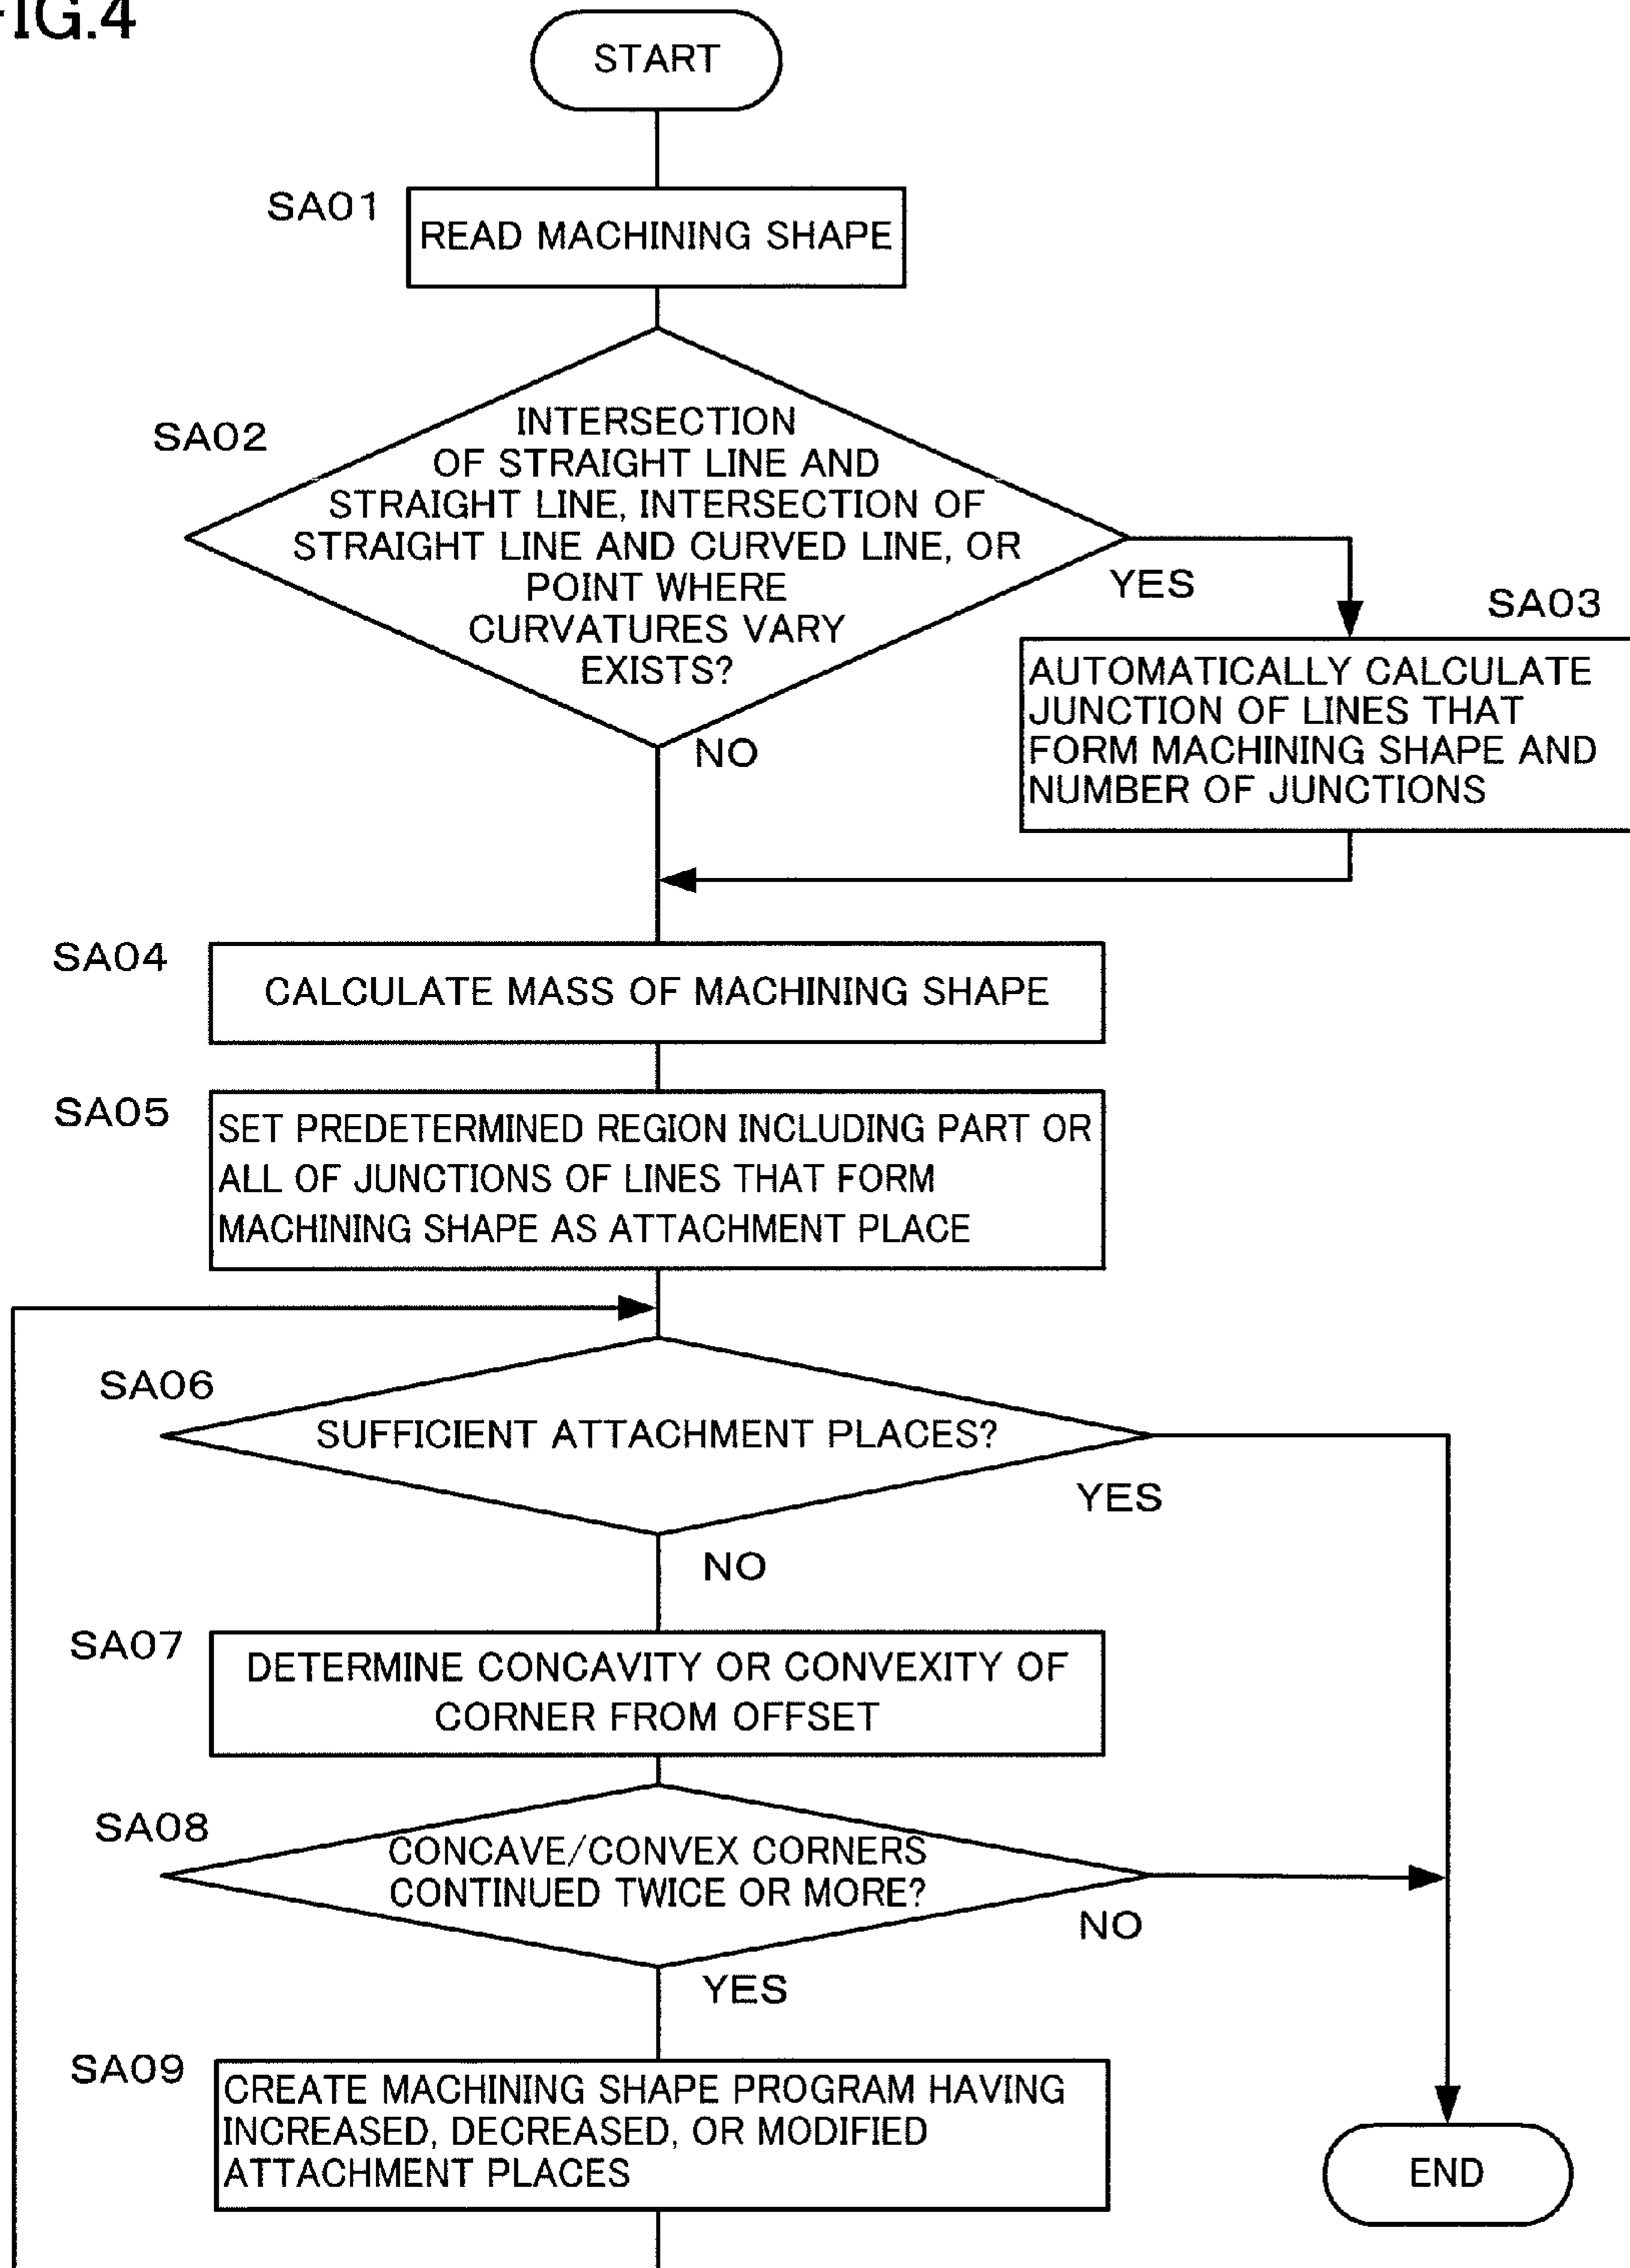 FIG.4
START
SA01
READ MACHINING SHAPE
SA02
INTERSECTION
OF STRAIGHT LINE AND
STRAIGHT LINE, INTERSECTION OF
STRAIGHT LINE AND CURVED LINE, OR
POINT WHERE
CURVATURES VARY
EXISTS?
YES
NO
SA03
AUTOMATICALLY CALCULATE
JUNCTION OF LINES THAT
FORM MACHINING SHAPE AND
NUMBER OF JUNCTIONS
SA04
CALCULATE MASS OF MACHINING SHAPE
SA05
SET PREDETERMINED REGION INCLUDING PART OR
ALL OF JUNCTIONS OF LINES THAT FORM
MACHINING SHAPE AS ATTACHMENT PLACE
SA06
SUFFICIENT ATTACHMENT PLACES?
YES
NO
SA07
DETERMINE CONCAVITY OR CONVEXITY OF
CORNER FROM OFFSET
SA08
CONCAVE/CONVEX CORNERS
CONTINUED TWICE OR MORE?
NO
YES
SA09
CREATE MACHINING SHAPE PROGRAM HAVING
INCREASED, DECREASED, OR MODIFIED
ATTACHMENT PLACES
END